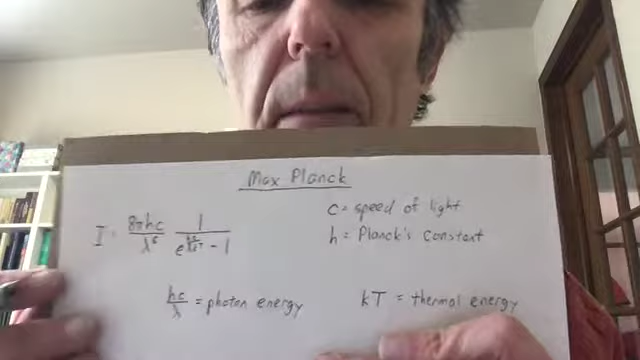 Max Planck
I = 8πhc/λ⁵ 1/(e^(hc/λkT) - 1)
c = speed of light
h = Planck's Constant
hc/λ = photon energy
kT = thermal energy